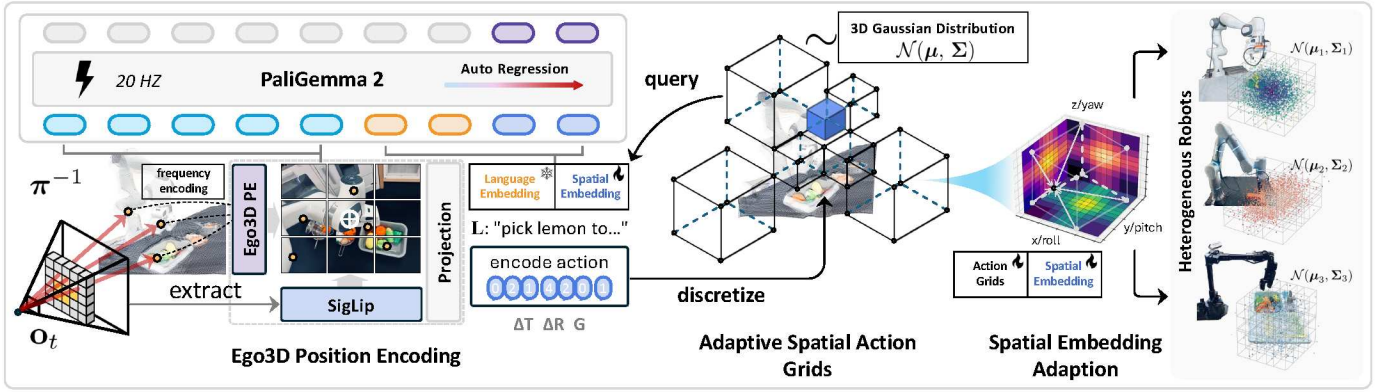 20 HZ
PaliGemma 2
Auto Regression
π⁻¹
frequency
encoding
Ego3D PE
Projection
extract
SigLip
o_t
Ego3D Position Encoding
Language
Embedding
Spatial
Embedding
L: "pick lemon to..."
encode action
0 2 1 4 2 0 1
ΔT ΔR G
query
discretize
3D Gaussian Distribution
N(μ, Σ)
Adaptive Spatial Action
Grids
z/yaw
x/roll
y/pitch
Action
Grids
Spatial
Embedding
Spatial Embedding
Adaption
Heterogeneous Robots
N(μ₁, Σ₁)
N(μ₂, Σ₂)
N(μ₃, Σ₃)